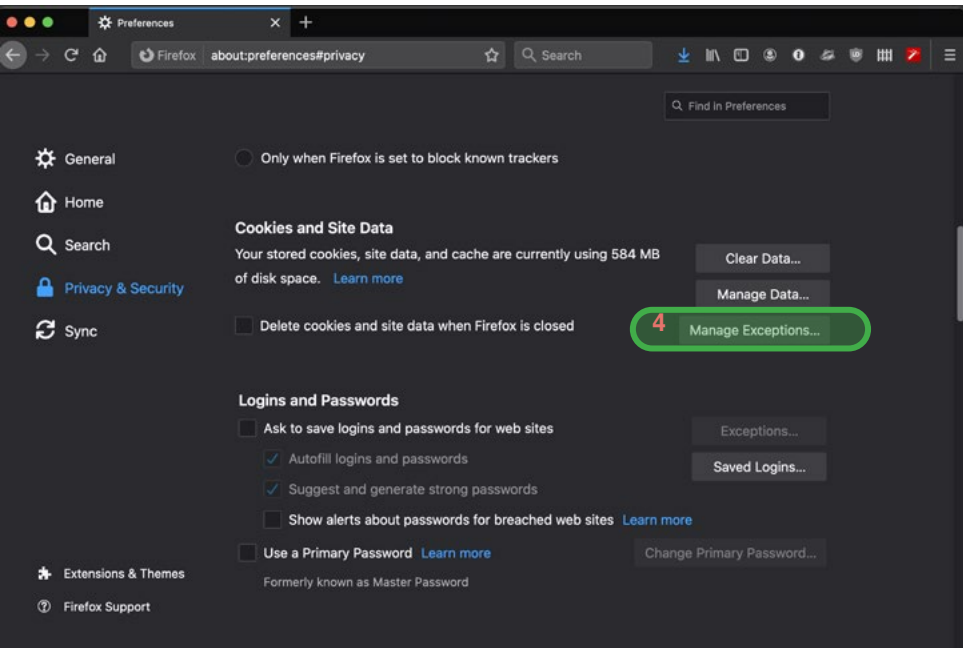 Preferences
Firefox about:preferences#privacy Search
Find in Preferences
General
Home
Search
Privacy & Security
Sync
Extensions & Themes
Firefox Support
Only when Firefox is set to block known trackers
Cookies and Site Data
Your stored cookies, site data, and cache are currently using 584 MB
of disk space. Learn more
Clear Data...
Manage Data...
Delete cookies and site data when Firefox is closed
4 Manage Exceptions...
Logins and Passwords
Ask to save logins and passwords for web sites
Exceptions...
Autofill logins and passwords
Saved Logins...
Suggest and generate strong passwords
Show alerts about passwords for breached web sites Learn more
Use a Primary Password Learn more
Change Primary Password...
Formerly known as Master Password